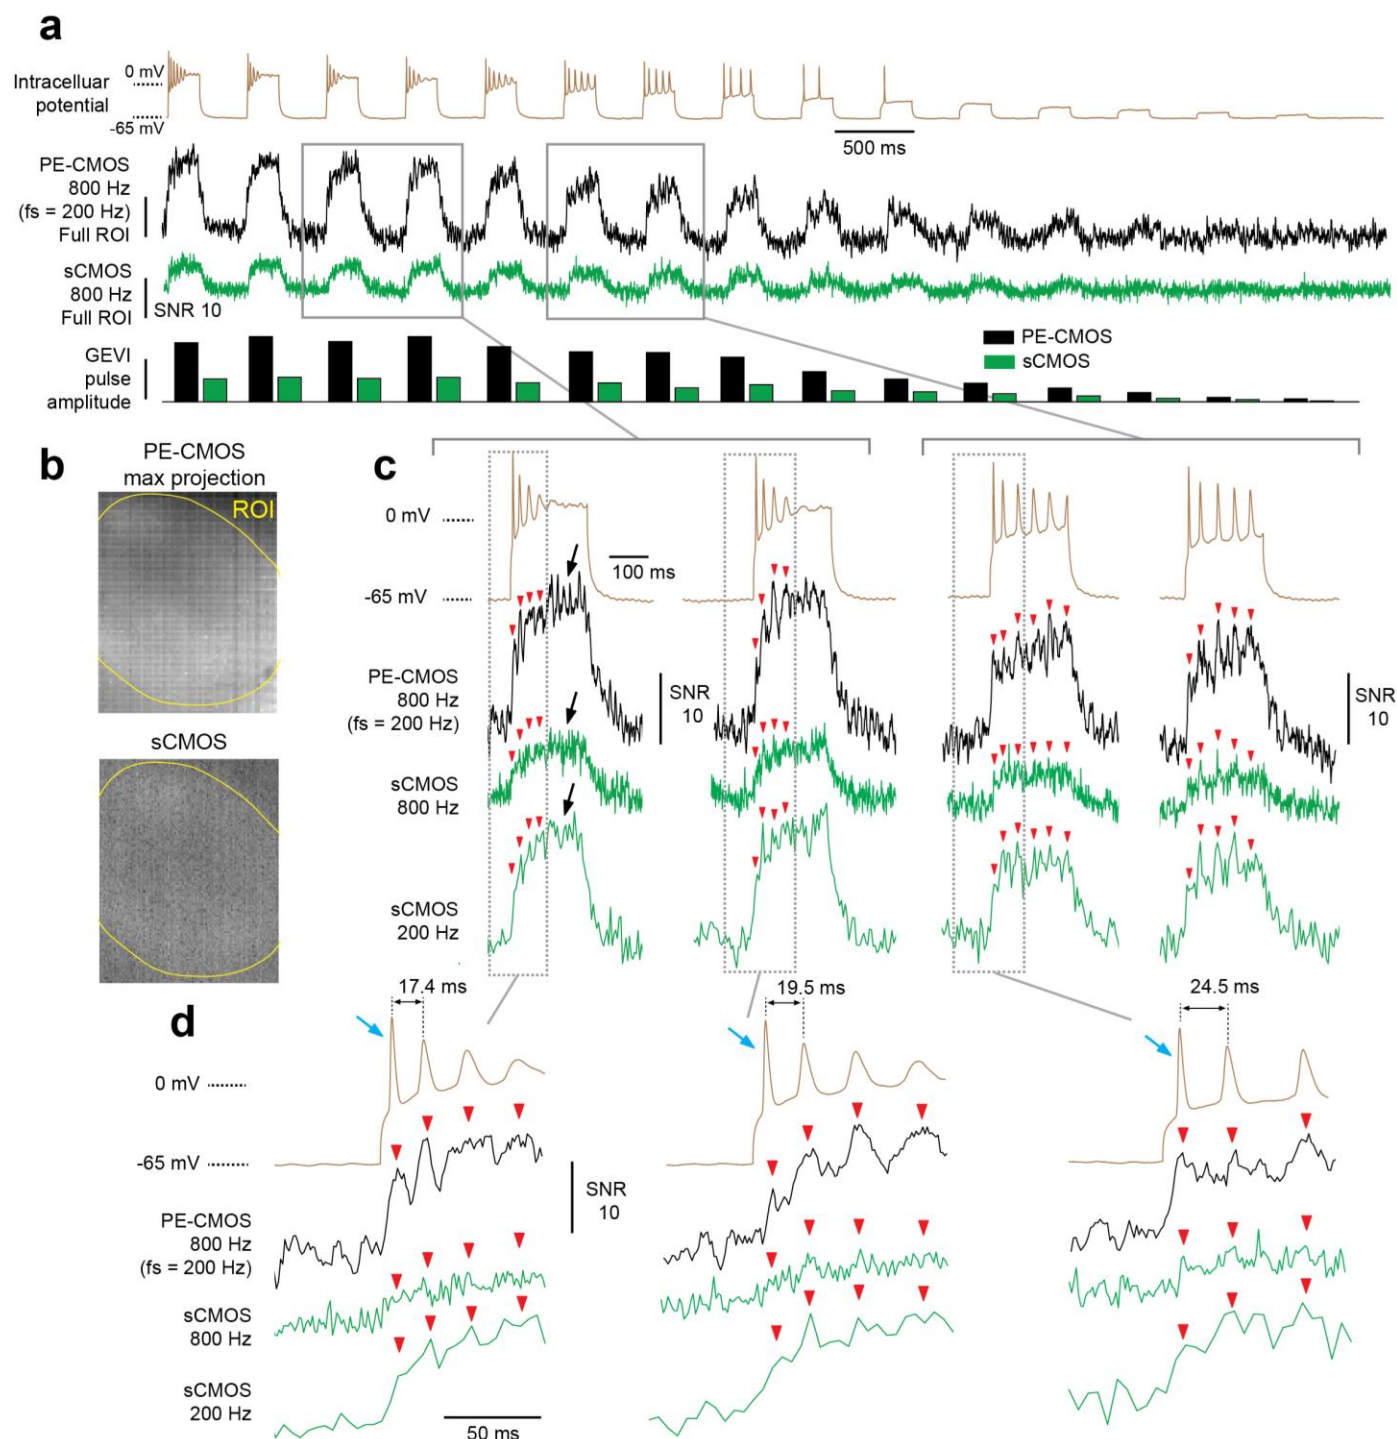 a
Intracelluar
potential
0 mV
-65 mV
500 ms
PE-CMOS
800 Hz
(fs = 200 Hz)
Full ROI
sCMOS
800 Hz
Full ROI
SNR 10
PE-CMOS
sCMOS
GEVI
pulse
amplitude
b
PE-CMOS
max projection
ROI
sCMOS
c
0 mV
100 ms
-65 mV
PE-CMOS
800 Hz
(fs = 200 Hz)
SNR
10
SNR
10
sCMOS
800 Hz
sCMOS
200 Hz
d
17.4 ms
19.5 ms
24.5 ms
0 mV
-65 mV
PE-CMOS
800 Hz
(fs = 200 Hz)
SNR
10
sCMOS
800 Hz
sCMOS
200 Hz
50 ms